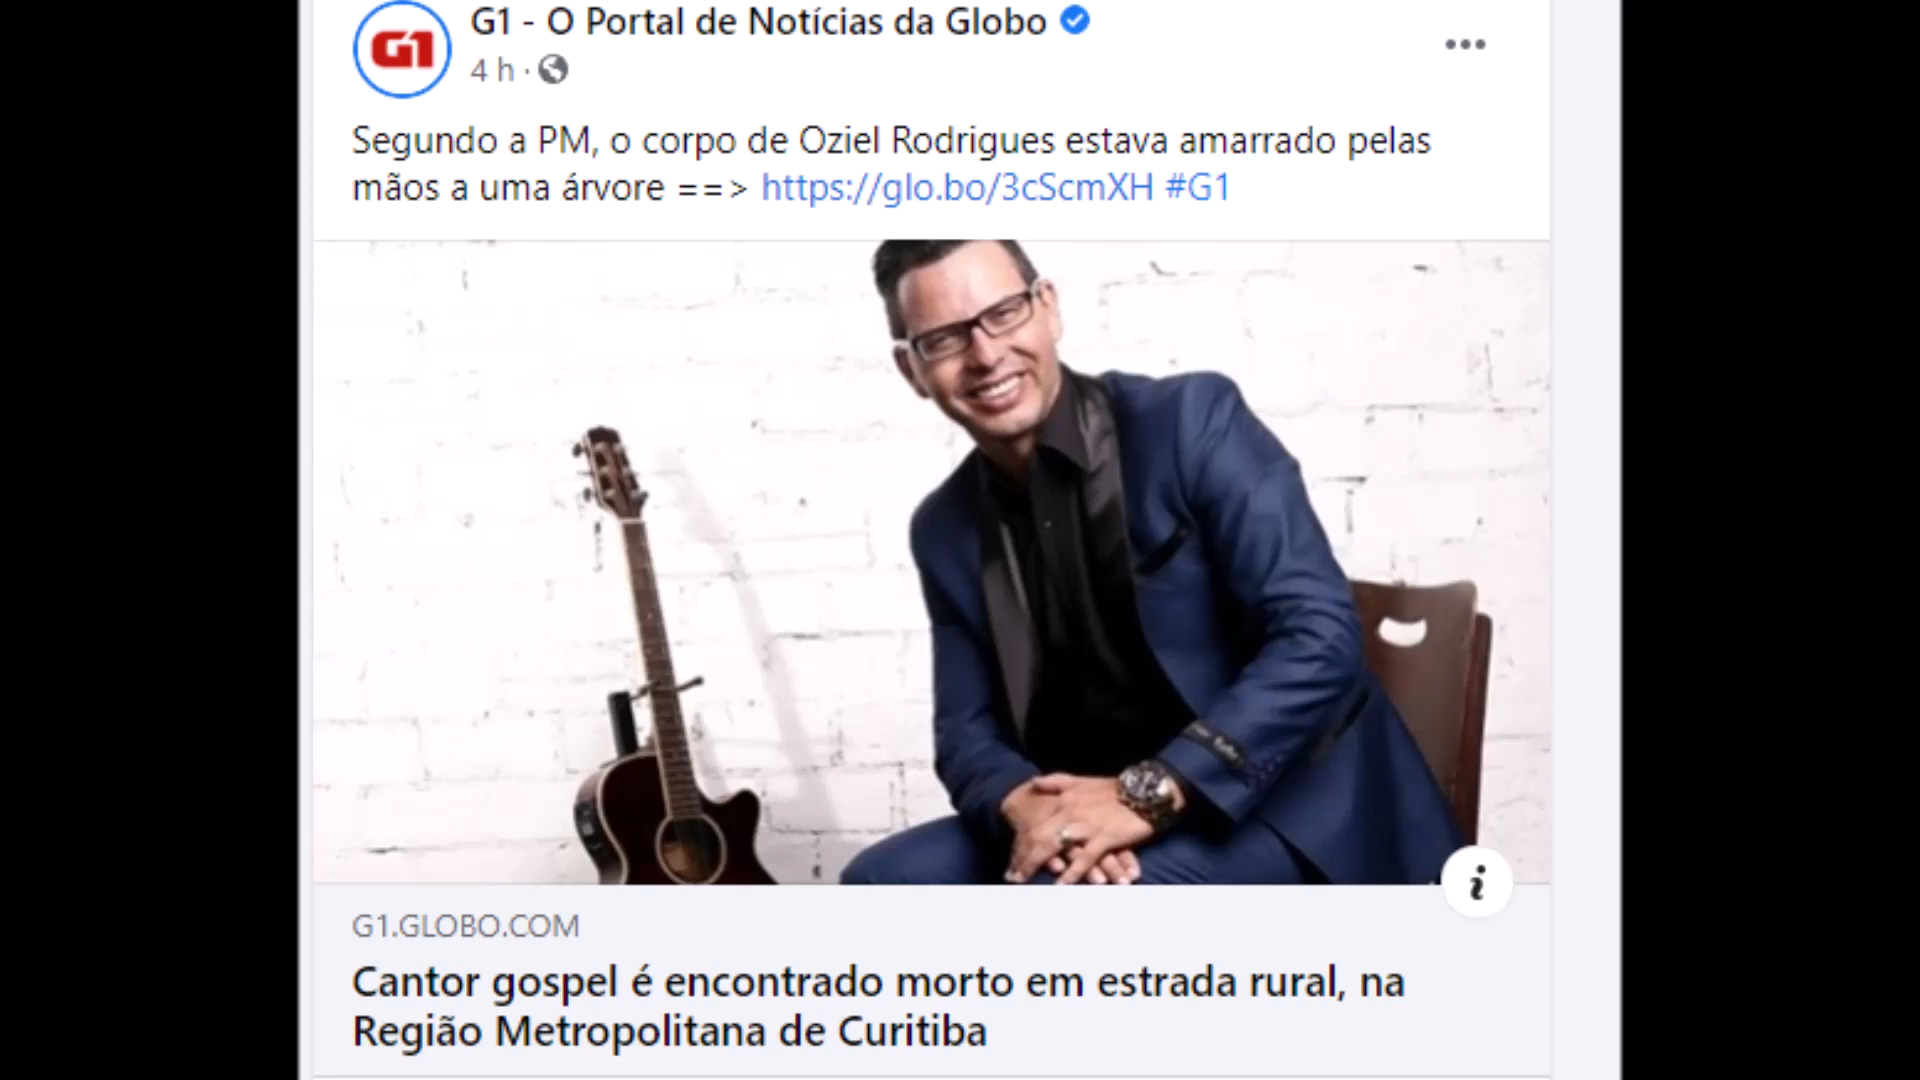 G1 - O Portal de Notícias da Globo
G1
4 h ·
Segundo a PM, o corpo de Oziel Rodrigues estava amarrado pelas
mãos a uma árvore ==> https://glo.bo/3cScmXH #G1
i
G1.GLOBO.COM
Cantor gospel é encontrado morto em estrada rural, na
Região Metropolitana de Curitiba